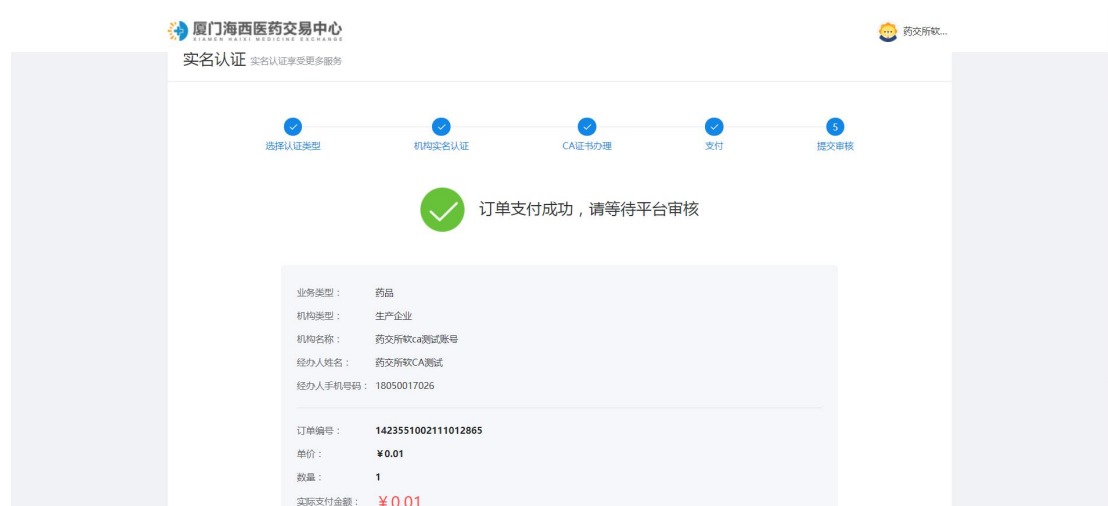 厦门海西医药交易中心
XIAMEN HAIXI MEDICINE EXCHANGE
药交所软...
实名认证 实名认证享受更多服务
5
选择认证类型 机构实名认证 CA证书办理 支付 提交审核
订单支付成功，请等待平台审核
业务类型： 药品
机构类型： 生产企业
机构名称： 药交所软ca测试账号
经办人姓名： 药交所软CA测试
经办人手机号码： 18050017026
订单编号： 1423551002111012865
单价： ¥0.01
数量： 1
实际支付金额： ¥0.01